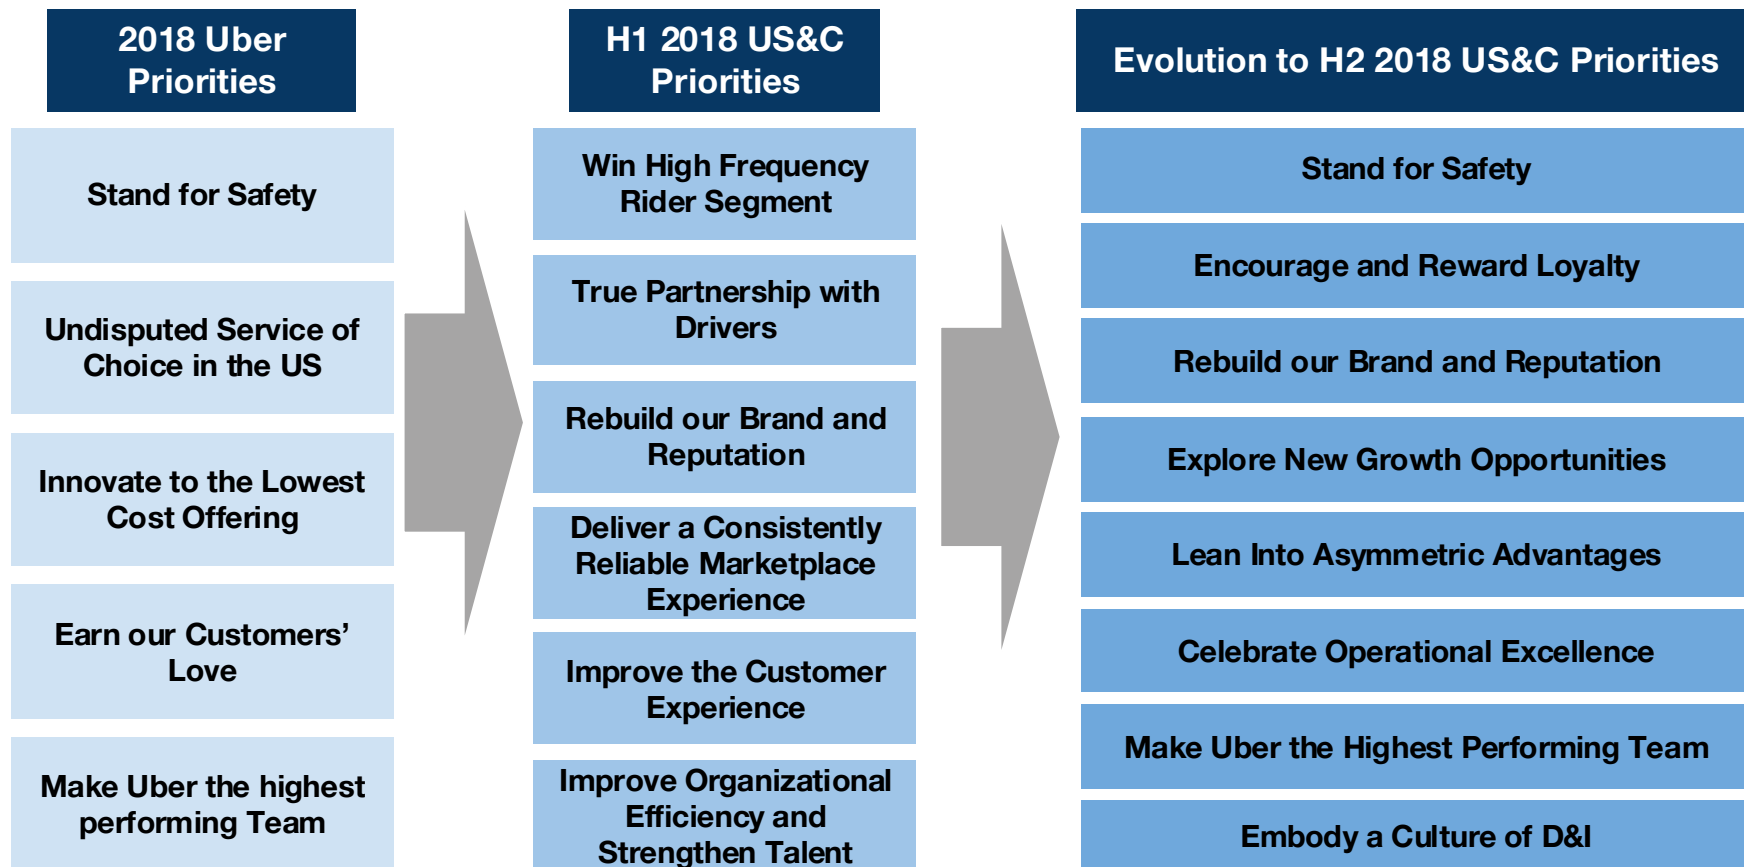 2018 Uber
Priorities
Stand for Safety
Undisputed Service of
Choice in the US
Innovate to the Lowest
Cost Offering
Earn our Customers’
Love
Make Uber the highest
performing Team
H1 2018 US&C
Priorities
Win High Frequency
Rider Segment
True Partnership with
Drivers
Rebuild our Brand and
Reputation
Deliver a Consistently
Reliable Marketplace
Experience
Improve the Customer
Experience
Improve Organizational
Efficiency and
Strengthen Talent
Evolution to H2 2018 US&C Priorities
Stand for Safety
Encourage and Reward Loyalty
Rebuild our Brand and Reputation
Explore New Growth Opportunities
Lean Into Asymmetric Advantages
Celebrate Operational Excellence
Make Uber the Highest Performing Team
Embody a Culture of D&I